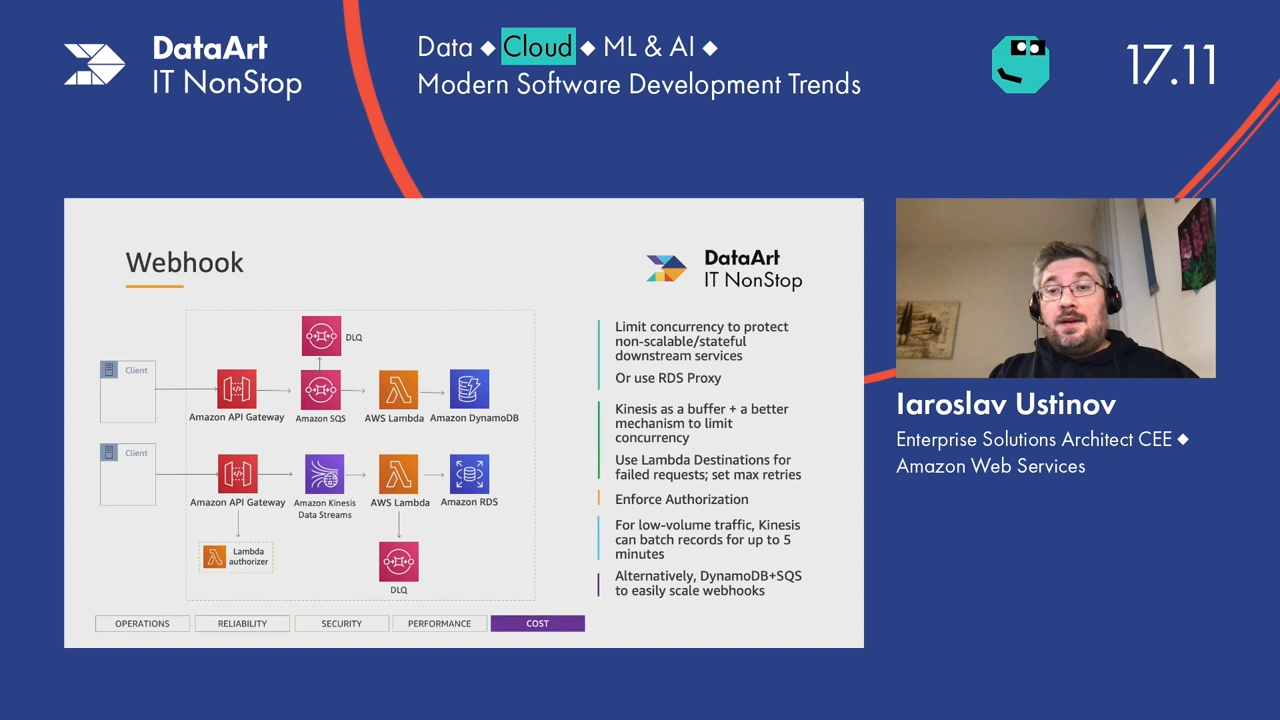 DataArt
IT NonStop
Data ◆ Cloud ◆ ML & AI ◆
Modern Software Development Trends
17.11
Webhook
DataArt
IT NonStop
DLQ
Client
Amazon API Gateway
Amazon SQS
AWS Lambda
Amazon DynamoDB
Client
Amazon API Gateway
Amazon Kinesis
Data Streams
AWS Lambda
Amazon RDS
Lambda
authorizer
DLQ
Limit concurrency to protect
non-scalable/stateful
downstream services
Or use RDS Proxy
Kinesis as a buffer + a better
mechanism to limit
concurrency
Use Lambda Destinations for
failed requests; set max retries
Enforce Authorization
For low-volume traffic, Kinesis
can batch records for up to 5
minutes
Alternatively, DynamoDB+SQS
to easily scale webhooks
OPERATIONS
RELIABILITY
SECURITY
PERFORMANCE
COST
Iaroslav Ustinov
Enterprise Solutions Architect CEE ◆
Amazon Web Services